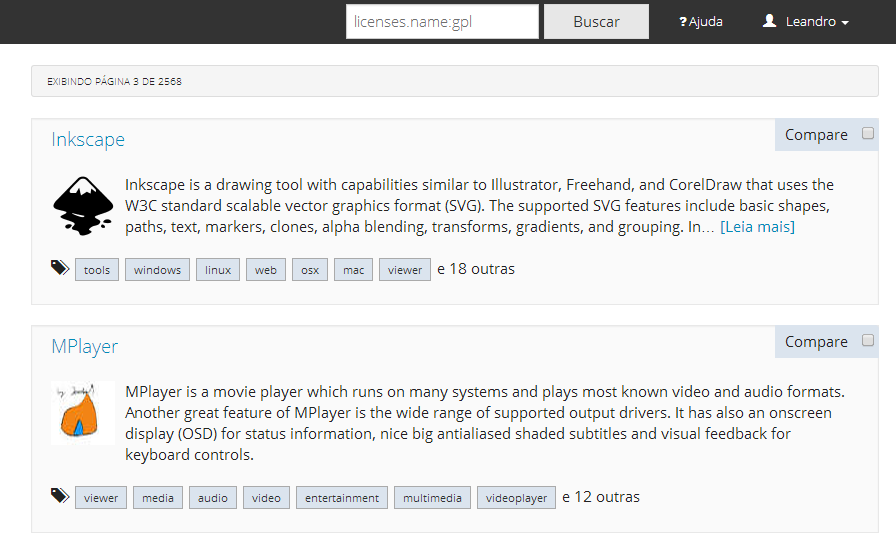 licenses.name:gpl Buscar ?Ajuda Leandro
EXIBINDO PÁGINA 3 DE 2568
Inkscape Compare
Inkscape is a drawing tool with capabilities similar to Illustrator, Freehand, and CorelDraw that uses the
W3C standard scalable vector graphics format (SVG). The supported SVG features include basic shapes,
paths, text, markers, clones, alpha blending, transforms, gradients, and grouping. In... [Leia mais]
tools windows linux web osx mac viewer e 18 outras
MPlayer Compare
by
MPlayer is a movie player which runs on many systems and plays most known video and audio formats.
Another great feature of MPlayer is the wide range of supported output drivers. It has also an onscreen
display (OSD) for status information, nice big antialiased shaded subtitles and visual feedback for
keyboard controls.
viewer media audio video entertainment multimedia videoplayer e 12 outras